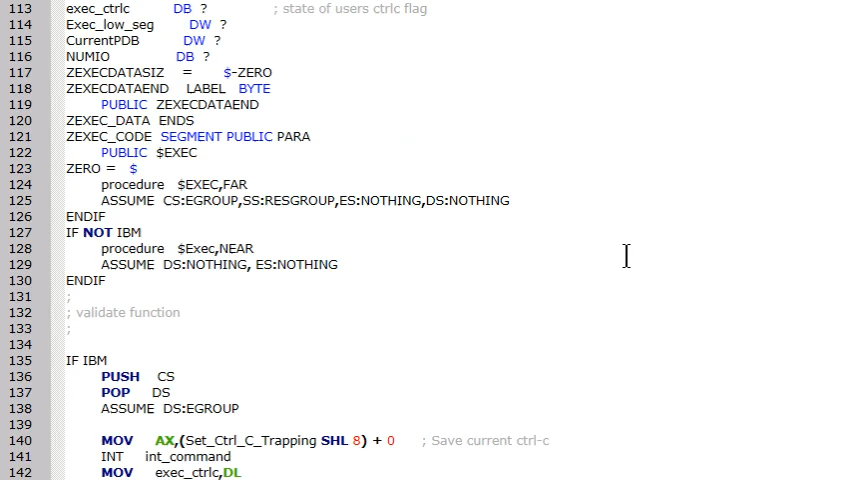 113 exec_ctrlc DB ? ; state of users ctrlc flag
114 Exec_low_seg DW ?
115 CurrentPDB DW ?
116 NUMIO DB ?
117 ZEXECDATASIZ = $-ZERO
118 ZEXECDATAEND LABEL BYTE
119 PUBLIC ZEXECDATAEND
120 ZEXEC_DATA ENDS
121 ZEXEC_CODE SEGMENT PUBLIC PARA
122 PUBLIC $EXEC
123 ZERO = $
124 procedure $EXEC,FAR
125 ASSUME CS:EGROUP,SS:RESGROUP,ES:NOTHING,DS:NOTHING
126 ENDIF
127 IF NOT IBM
128 procedure $Exec,NEAR
129 ASSUME DS:NOTHING, ES:NOTHING
130 ENDIF
131 ;
132 ; validate function
133 ;
134
135 IF IBM
136 PUSH CS
137 POP DS
138 ASSUME DS:EGROUP
139
140 MOV AX,(Set_Ctrl_C_Trapping SHL 8) + 0 ; Save current ctrl-c
141 INT int_command
142 MOV exec_ctrlc,DL